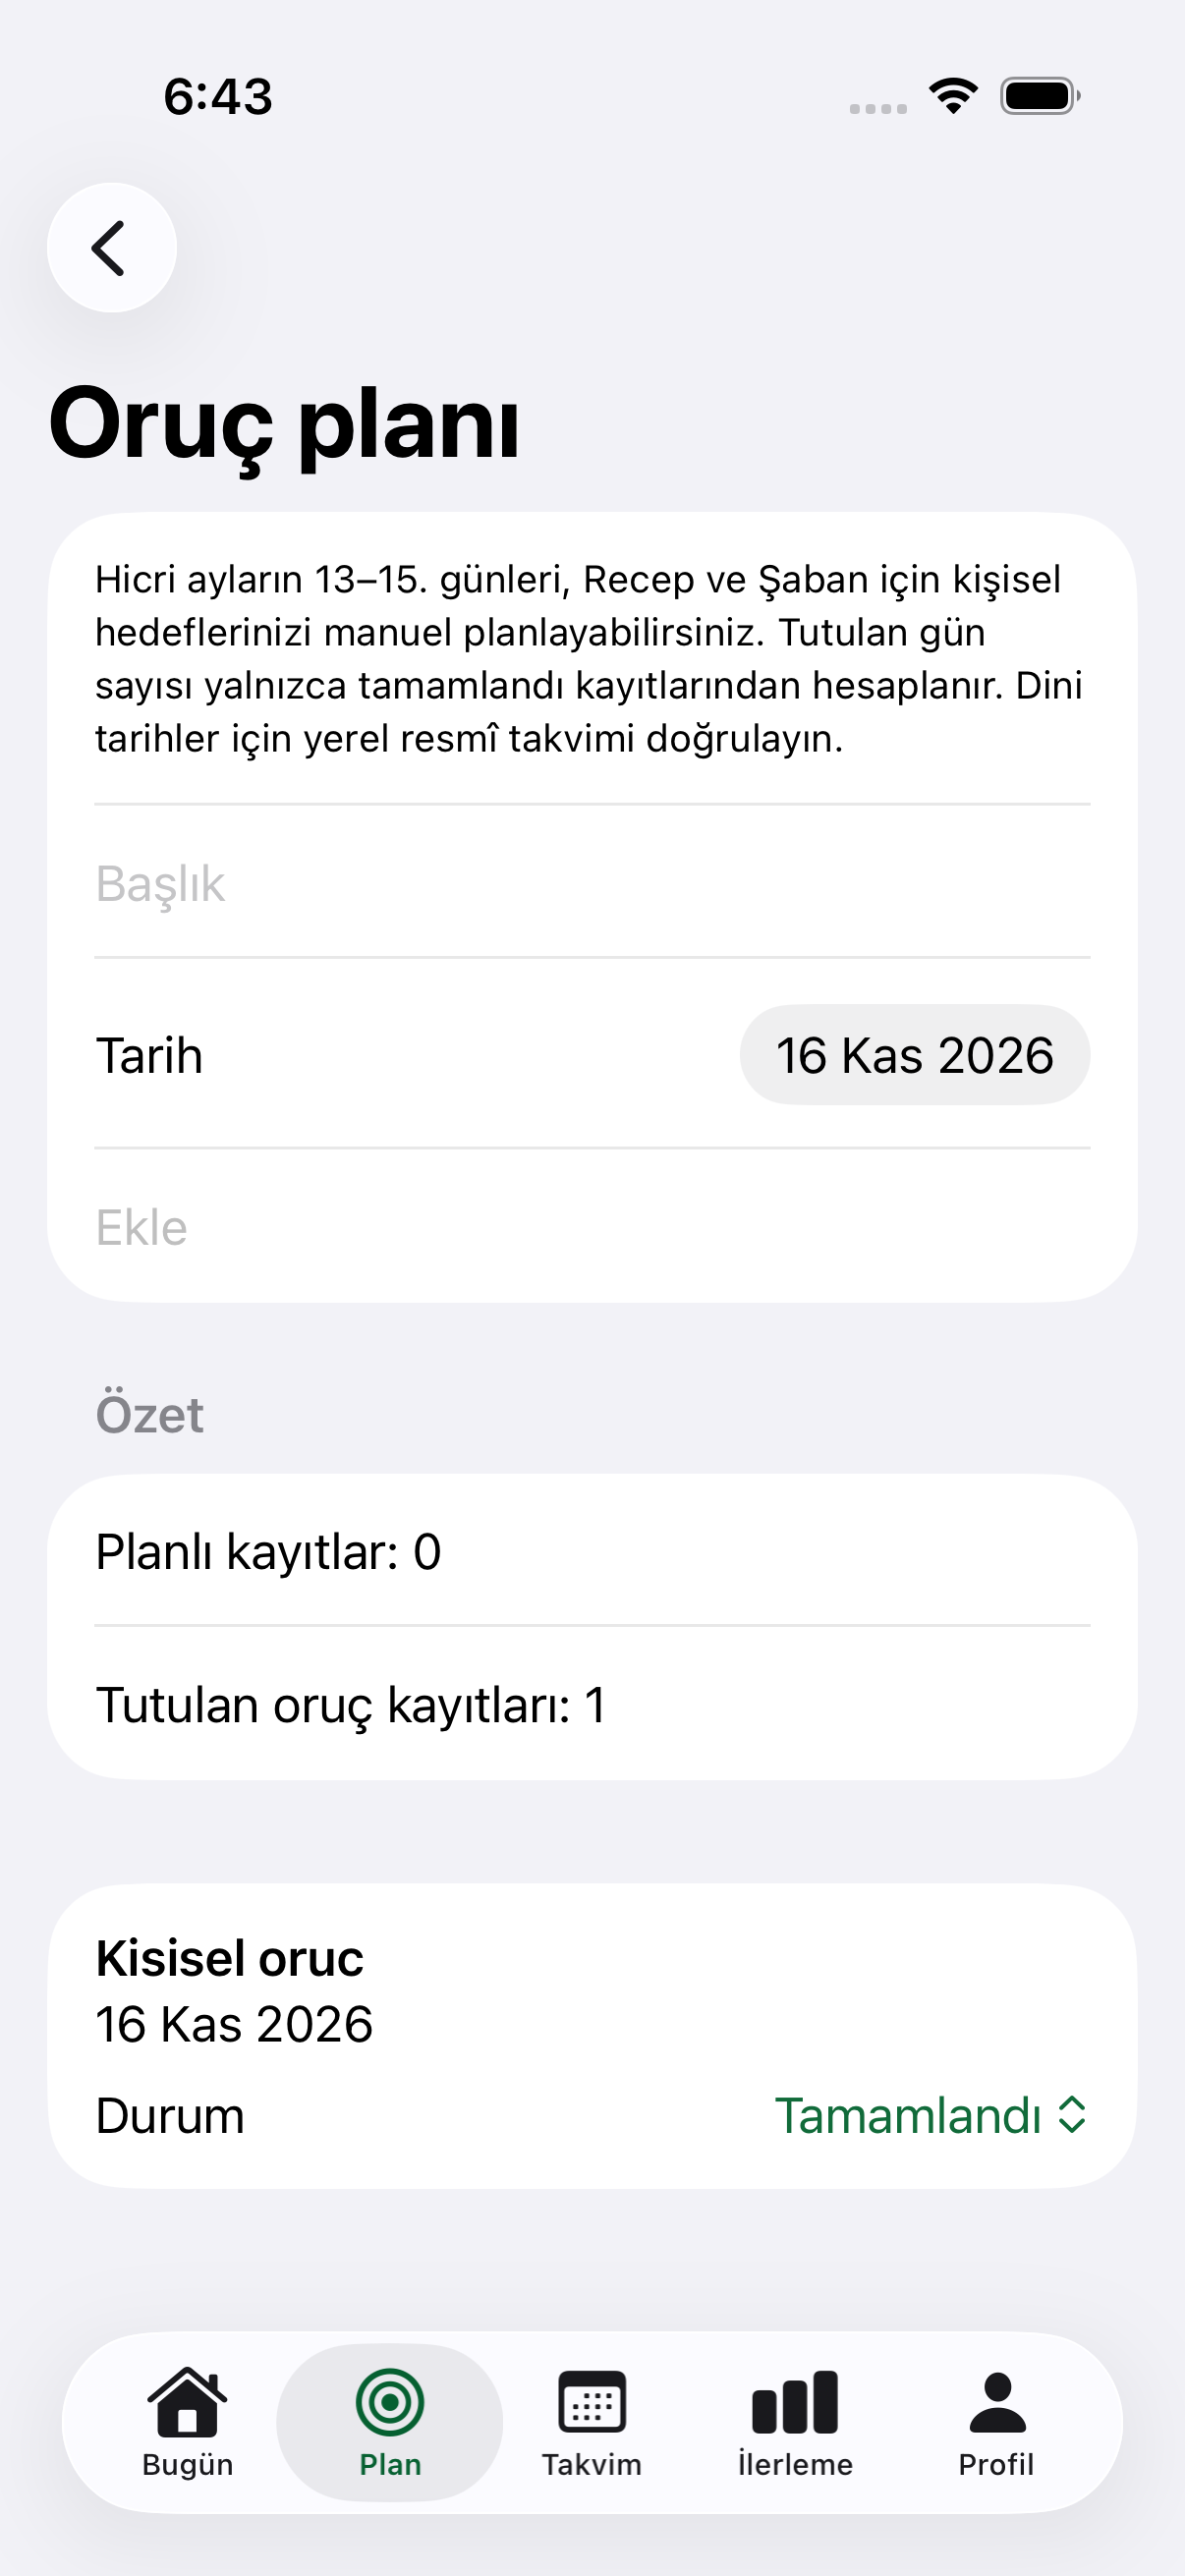 6:43
Oruç planı
Hicri ayların 13–15. günleri, Recep ve Şaban için kişisel
hedeflerinizi manuel planlayabilirsiniz. Tutulan gün
sayısı yalnızca tamamlandı kayıtlarından hesaplanır. Dini
tarihler için yerel resmî takvimi doğrulayın.
Başlık
Tarih 16 Kas 2026
Ekle
Özet
Planlı kayıtlar: 0
Tutulan oruç kayıtları: 1
Kisisel oruc
16 Kas 2026
Durum Tamamlandı
Bugün Plan Takvim İlerleme Profil